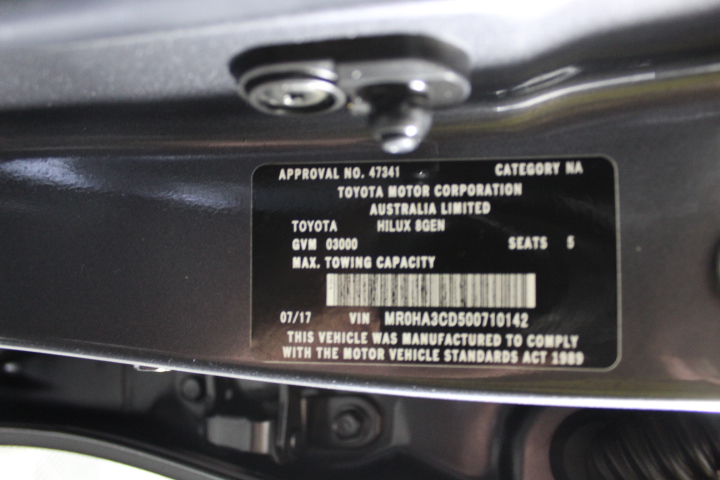 APPROVAL NO. 47341 CATEGORY NA
TOYOTA MOTOR CORPORATION
AUSTRALIA LIMITED
TOYOTA HILUX 8GEN
GVM 03000 SEATS 5
MAX. TOWING CAPACITY
07/17 VIN MR0HA3CD500710142
THIS VEHICLE WAS MANUFACTURED TO COMPLY
WITH THE MOTOR VEHICLE STANDARDS ACT 1989